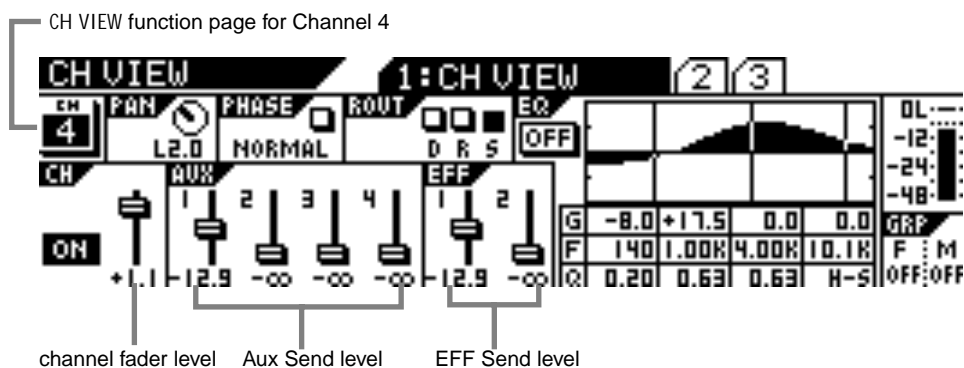 CH VIEW function page for Channel 4
CH VIEW 1:CH VIEW 2 3
CH PAN PHASE ROUT EQ OL
4 L2.0 NORMAL D R S OFF -12
-24
-48
CH AUX EFF
1 2 3 4 1 2
G -8.0 +17.5 0.0 0.0 GRP
ON F 140 1.00K 4.00K 10.1K F M
+1.1 -12.9 -∞ -∞ -∞ -12.9 -∞ Q 0.20 0.63 0.63 H-S OFF OFF
channel fader level Aux Send level EFF Send level